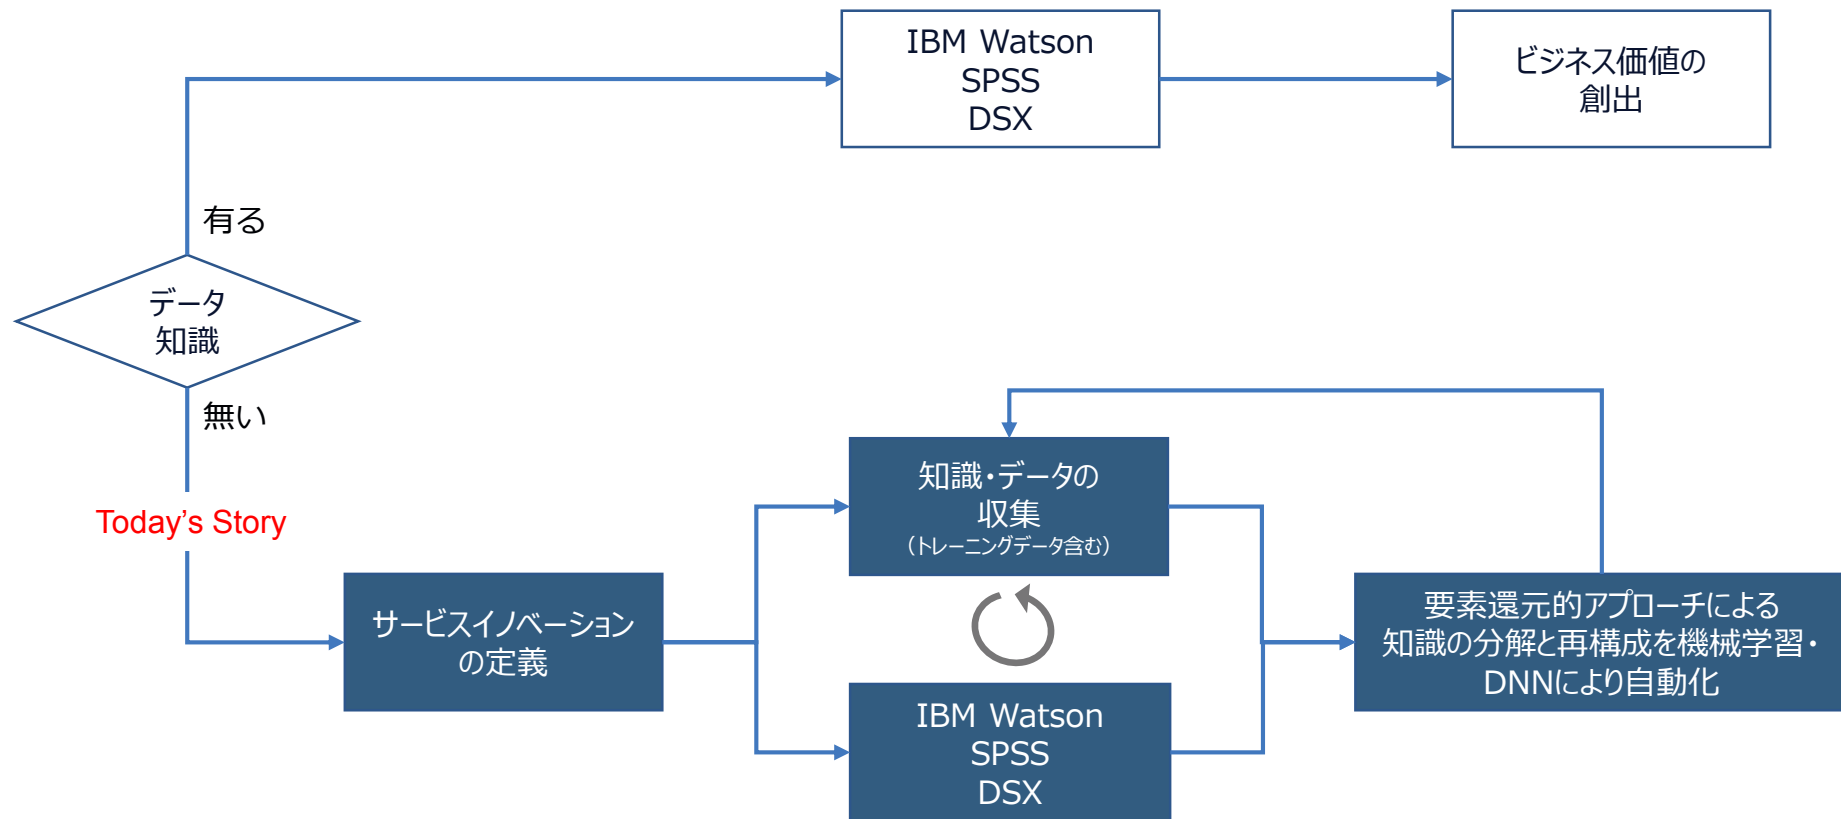 IBM Watson
SPSS
DSX
ビジネス価値の
創出
有る
データ
知識
無い
Today’s Story
サービスイノベーション
の定義
知識・データの
収集
（トレーニングデータ含む）
IBM Watson
SPSS
DSX
要素還元的アプローチによる
知識の分解と再構成を機械学習・
DNNにより自動化